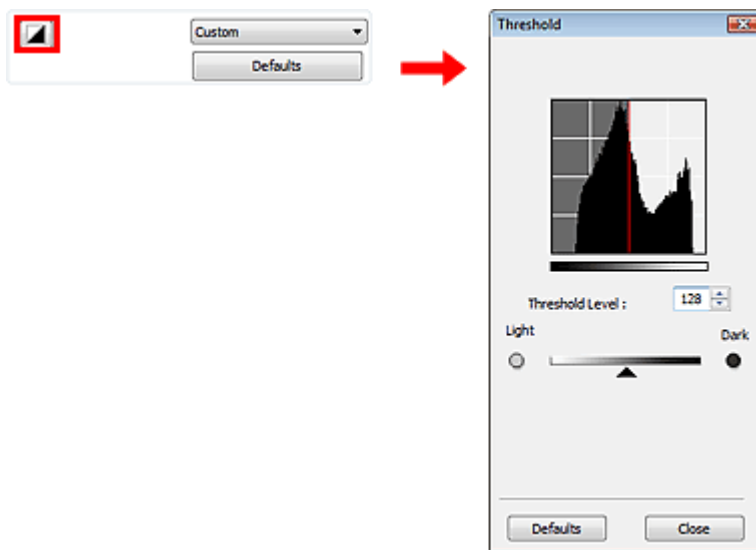 Custom
Defaults
Threshold
Threshold Level :
128
Light
Dark
Defaults
Close